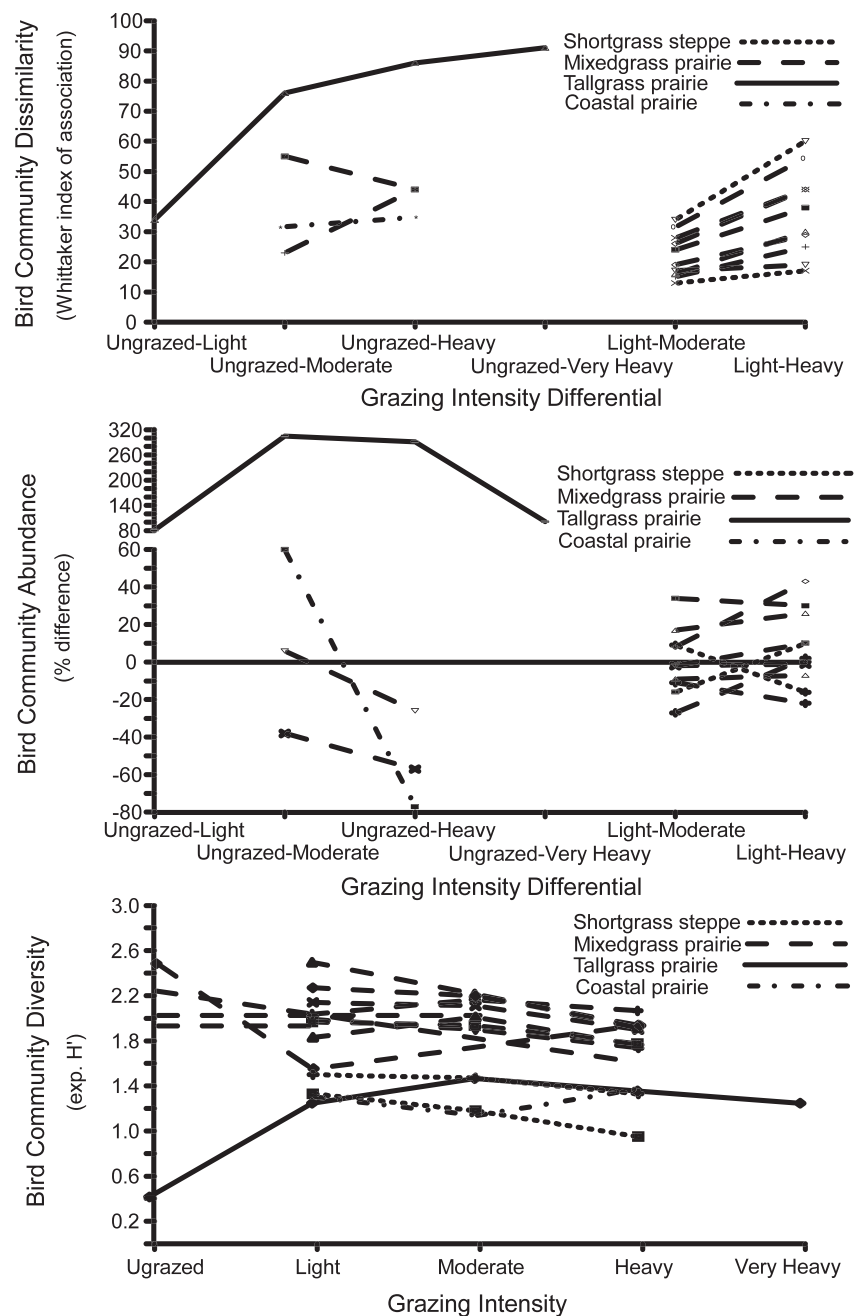 Bird Community Dissimilarity
(Whittaker index of association)
100
90
80
70
60
50
40
30
20
10
0
Shortgrass steppe
Mixedgrass prairie
Tallgrass prairie
Coastal prairie
Ungrazed-Light
Ungrazed-Moderate
Ungrazed-Heavy
Ungrazed-Very Heavy
Light-Moderate
Light-Heavy
Grazing Intensity Differential
Bird Community Abundance
(% difference)
320
260
200
140
80
60
40
20
0
-20
-40
-60
-80
Shortgrass steppe
Mixedgrass prairie
Tallgrass prairie
Coastal prairie
Ungrazed-Light
Ungrazed-Moderate
Ungrazed-Heavy
Ungrazed-Very Heavy
Light-Moderate
Light-Heavy
Grazing Intensity Differential
Bird Community Diversity
(exp. H')
3.0
2.6
2.2
1.8
1.4
1.0
0.6
0.2
Shortgrass steppe
Mixedgrass prairie
Tallgrass prairie
Coastal prairie
Ugrazed
Light
Moderate
Heavy
Very Heavy
Grazing Intensity